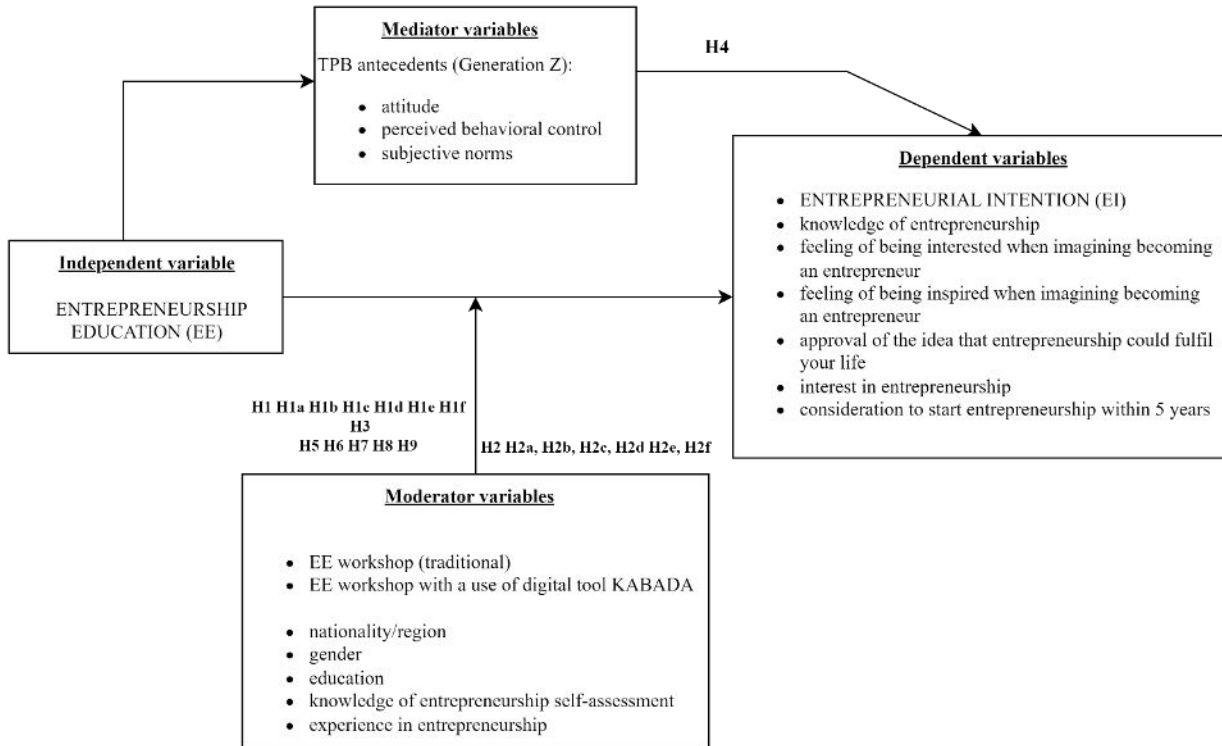 Mediator variables
TPB antecedents (Generation Z):
• attitude
• perceived behavioral control
• subjective norms
H4
Dependent variables
• ENTREPRENEURIAL INTENTION (EI)
• knowledge of entrepreneurship
• feeling of being interested when imagining becoming
an entrepreneur
• feeling of being inspired when imagining becoming
an entrepreneur
• approval of the idea that entrepreneurship could fulfil
your life
• interest in entrepreneurship
• consideration to start entrepreneurship within 5 years
Independent variable
ENTREPRENEURSHIP
EDUCATION (EE)
H1 H1a H1b H1c H1d H1e H1f
H3
H5 H6 H7 H8 H9
H2 H2a, H2b, H2c, H2d H2e, H2f
Moderator variables
• EE workshop (traditional)
• EE workshop with a use of digital tool KABADA
• nationality/region
• gender
• education
• knowledge of entrepreneurship self-assessment
• experience in entrepreneurship